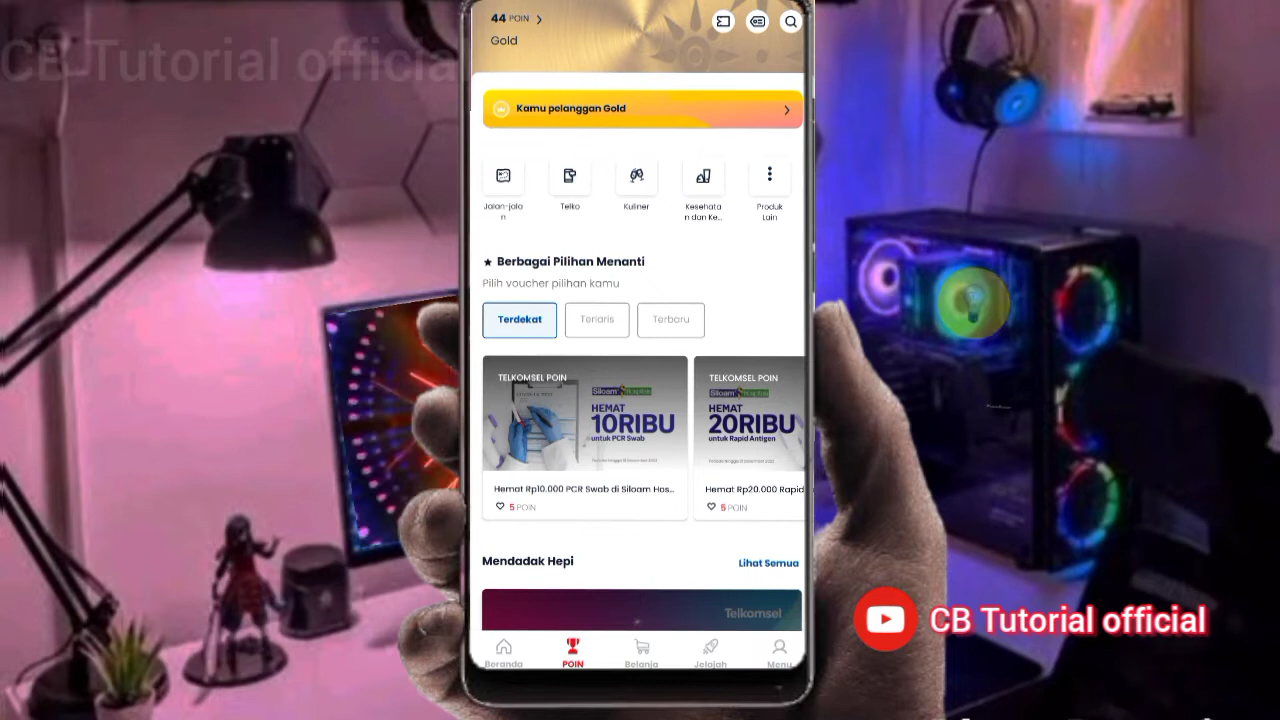 CB Tutorial official
44 POIN
Gold
Kamu pelanggan Gold
Jalan-jala
n
Telko
Kuliner
Kesehata
n dan Ke...
Produk
Lain
Berbagai Pilihan Menanti
Pilih voucher pilihan kamu
Terdekat
Terlaris
Terbaru
TELKOMSEL POIN
Siloam Hospitals
HEMAT
10RIBU
untuk PCR Swab
Hemat Rp10.000 PCR Swab di Siloam Hos...
5 POIN
TELKOMSEL POIN
HEMAT
20RIBU
untuk Rapid Antigen
Hemat Rp20.000 Rapid
5 POIN
Mendadak Hepi
Lihat Semua
Telkomsel
Beranda
POIN
Belanja
Jelajah
Menu
CB Tutorial official